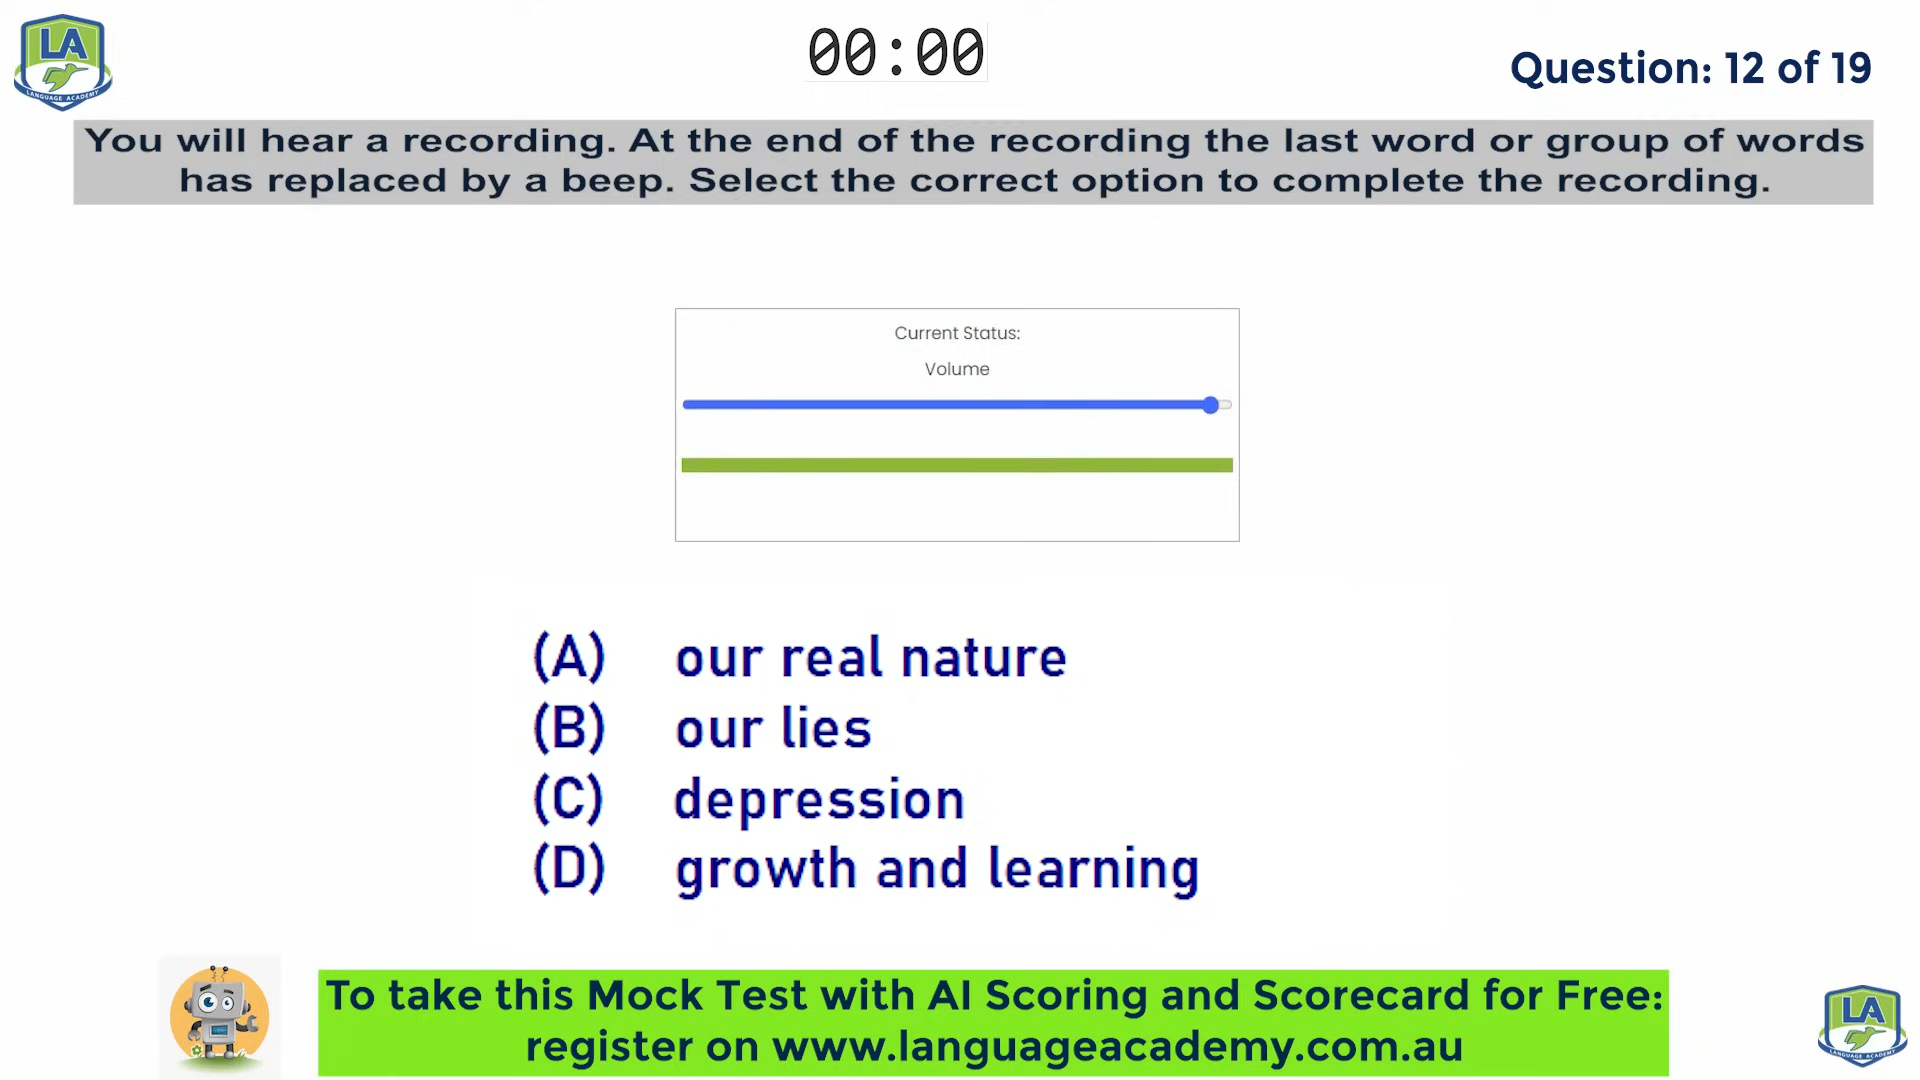 LA
LANGUAGE ACADEMY
00:00
Question: 12 of 19
You will hear a recording. At the end of the recording the last word or group of words
has replaced by a beep. Select the correct option to complete the recording.
Current Status:
Volume
(A) our real nature
(B) our lies
(C) depression
(D) growth and learning
To take this Mock Test with AI Scoring and Scorecard for Free:
register on www.languageacademy.com.au
LA
LANGUAGE ACADEMY